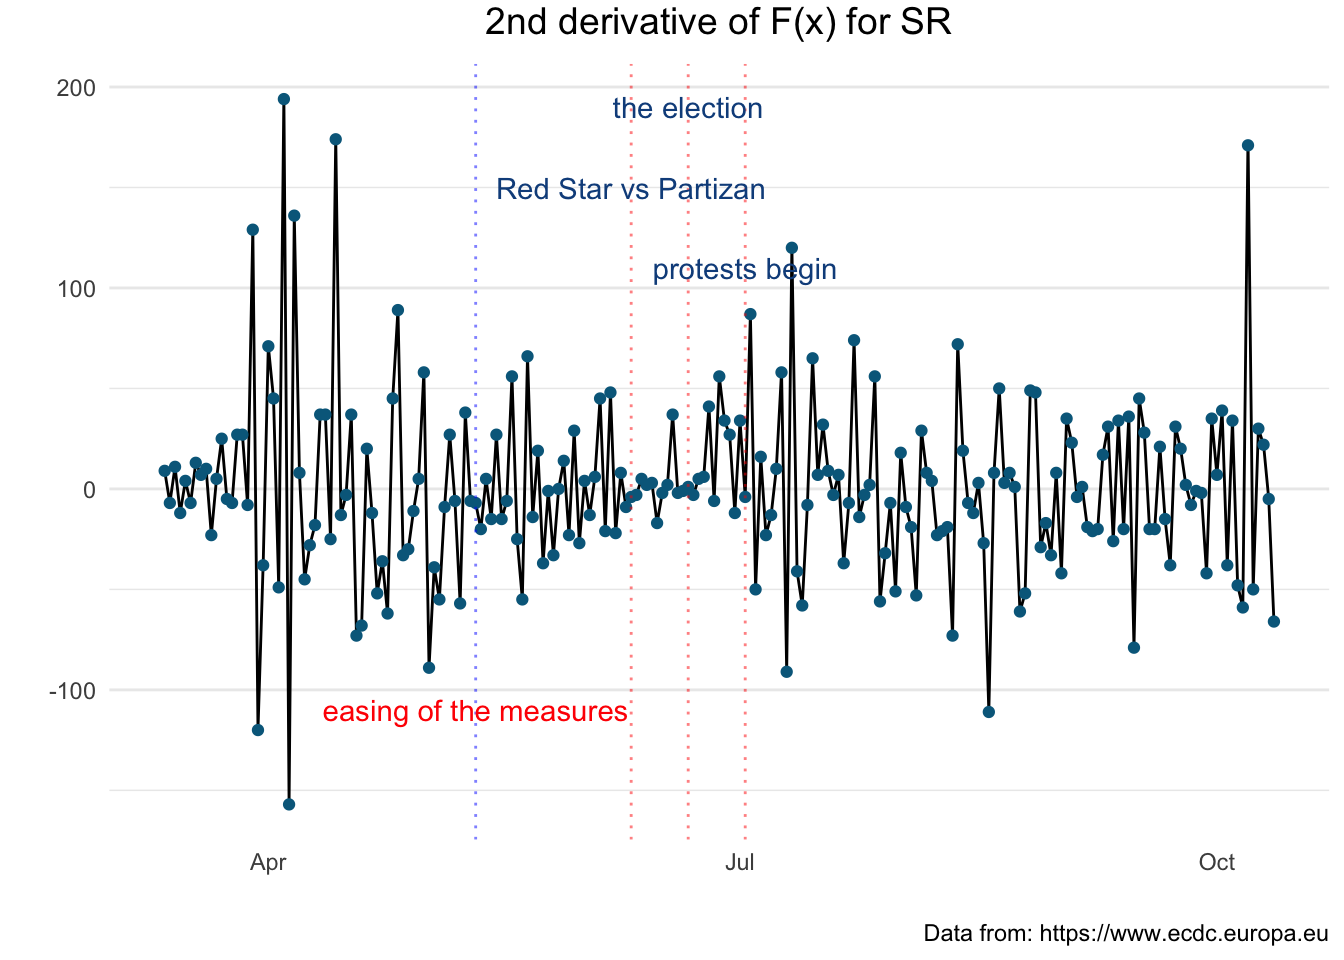 2nd derivative of F(x) for SR
200
the election
Red Star vs Partizan
protests begin
100
0
-100
easing of the measures
Apr
Jul
Oct
Data from: https://www.ecdc.europa.eu